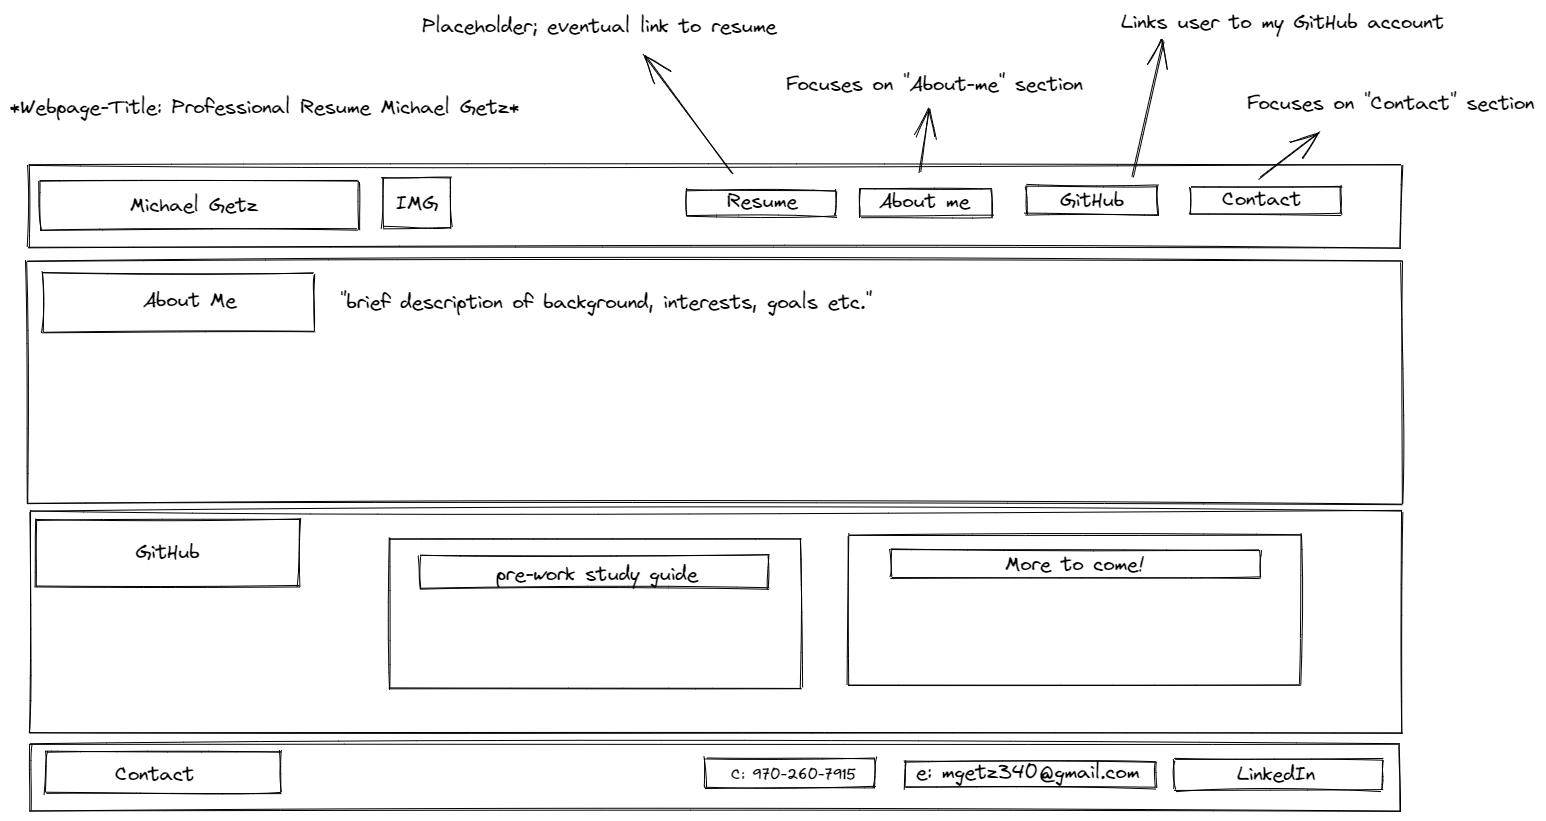 Placeholder; eventual link to resume
Links user to my GitHub account
Focuses on "About-me" section
Focuses on "Contact" section
*Webpage-Title: Professional Resume Michael Getz*
Michael Getz
IMG
Resume
About me
GitHub
Contact
About Me
"brief description of background, interests, goals etc."
GitHub
pre-work study guide
More to come!
Contact
c: 970-260-7915
e: mgetz340@gmail.com
LinkedIn